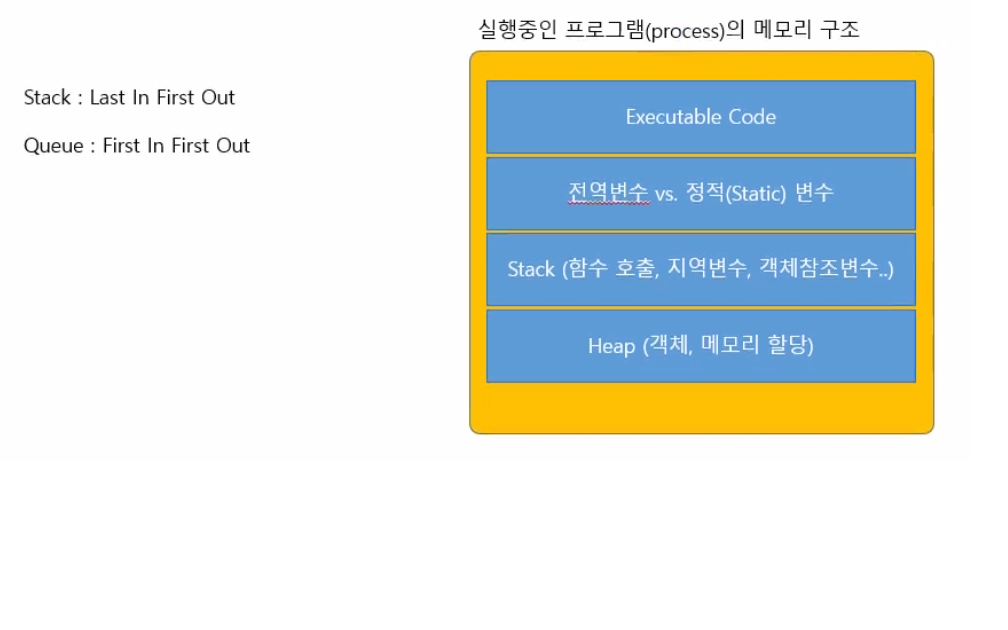 실행중인 프로그램(process)의 메모리 구조
Stack : Last In First Out
Queue : First In First Out
Executable Code
전역변수 vs. 정적(Static) 변수
Stack (함수 호출, 지역변수, 객체참조변수..)
Heap (객체, 메모리 할당)